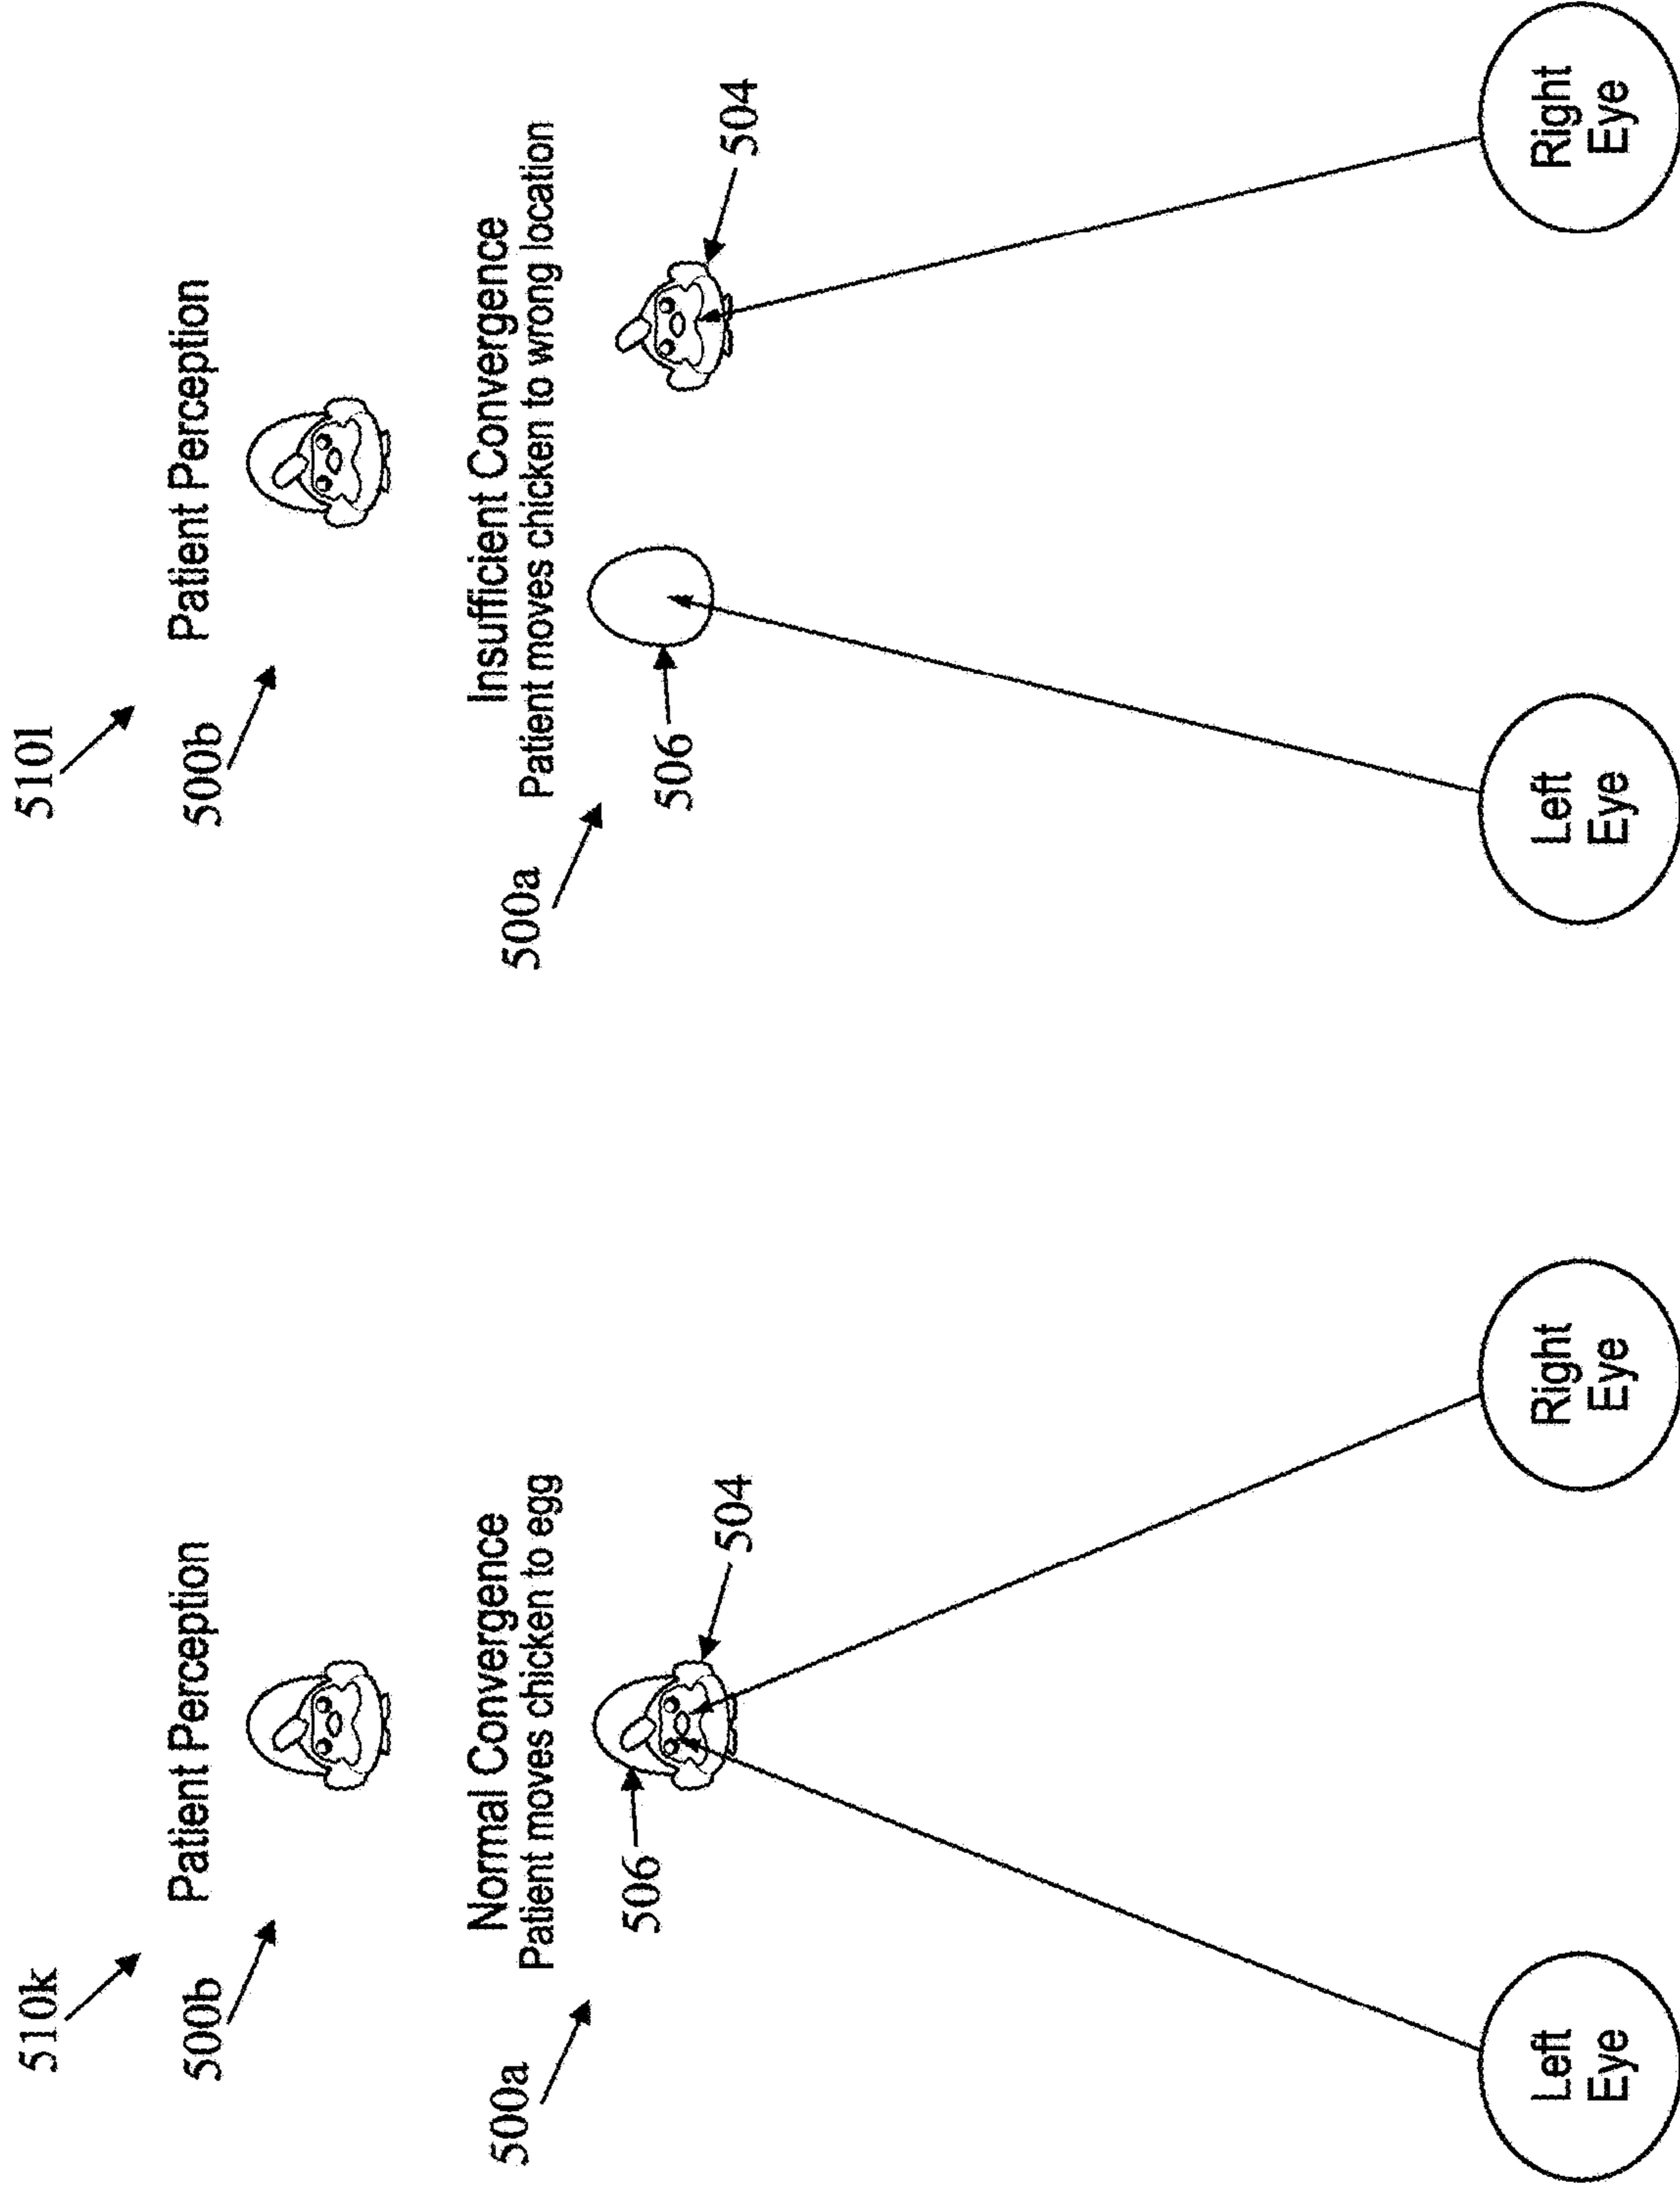 510k
500b
Patient Perception
500a
Normal Convergence
Patient moves chicken to egg
506
504
Left
Eye
Right
Eye
510l
500b
Patient Perception
500a
Insufficient Convergence
Patient moves chicken to wrong location
506
504
Left
Eye
Right
Eye